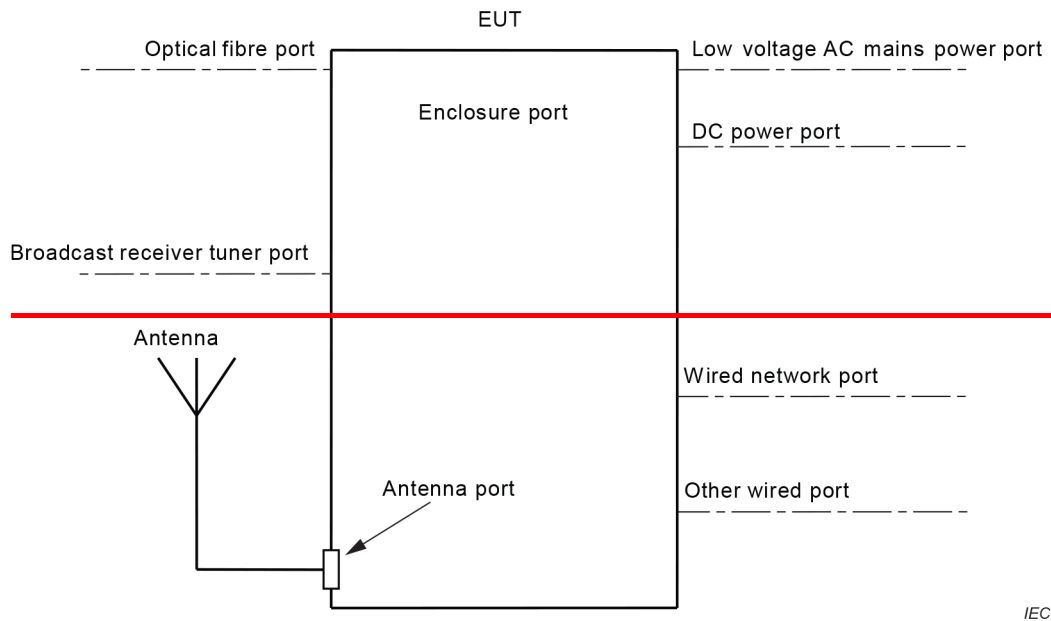 EUT
Optical fibre port
Low voltage AC mains power port
Enclosure port
DC power port
Broadcast receiver tuner port
Antenna
Wired network port
Antenna port
Other wired port
IEC